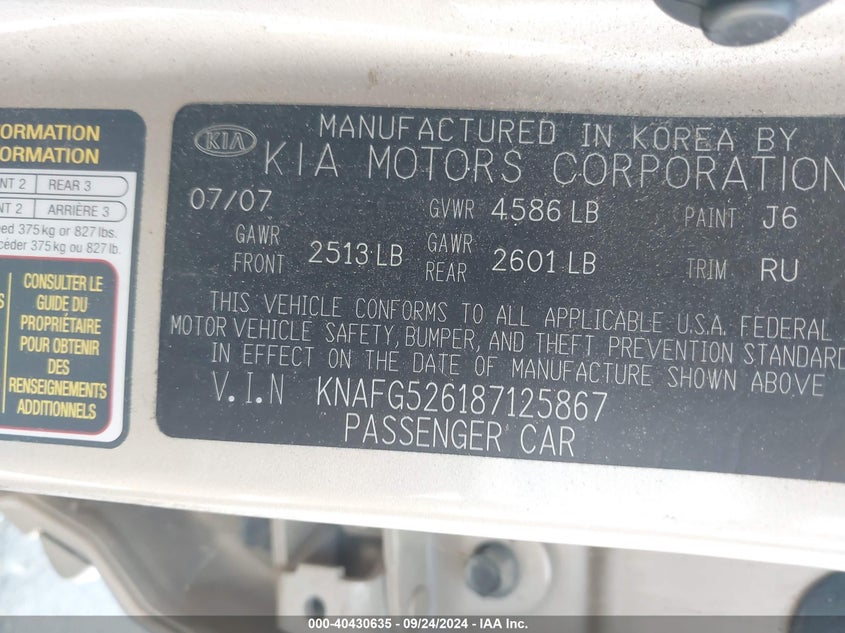 FORMATION
FORMATION
NT 2 REAR 3
NT 2 ARRIÈRE 3
ed 375 kg or 827 lbs.
céder 375 kg ou 827 lb.
CONSULTER LE
GUIDE DU
PROPRIÉTAIRE
POUR OBTENIR
DES
RENSEIGNEMENTS
ADDITIONNELS
KIA
MANUFACTURED IN KOREA BY
KIA MOTORS CORPORATION
07/07 GVWR 4586 LB PAINT J6
GAWR FRONT 2513 LB GAWR REAR 2601 LB TRIM RU
THIS VEHICLE CONFORMS TO ALL APPLICABLE U.S.A. FEDERAL
MOTOR VEHICLE SAFETY, BUMPER, AND THEFT PREVENTION STANDARD
IN EFFECT ON THE DATE OF MANUFACTURE SHOWN ABOVE
V.I.N KNAFG526187125867
PASSENGER CAR
000-40430635 - 09/24/2024 - IAA Inc.